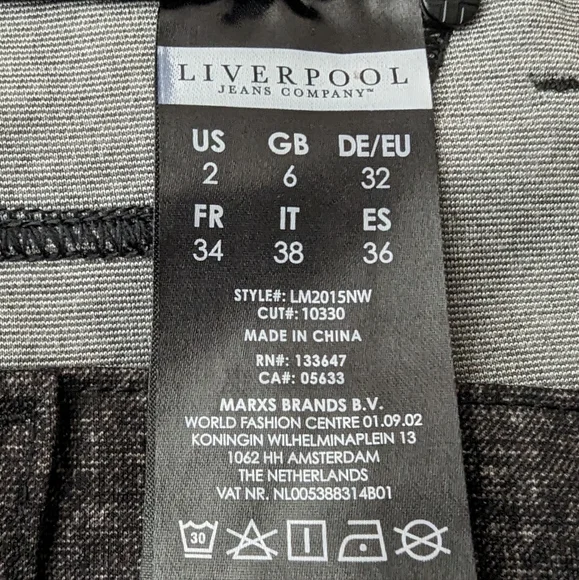 LIVERPOOL
JEANS COMPANY™
US GB DE/EU
2 6 32
FR IT ES
34 38 36
STYLE#: LM2015NW
CUT#: 10330
MADE IN CHINA
RN#: 133647
CA#: 05633
MARXS BRANDS B.V.
WORLD FASHION CENTRE 01.09.02
KONINGIN WILHELMINAPLEIN 13
1062 HH AMSTERDAM
THE NETHERLANDS
VAT NR. NL005388314B01
30